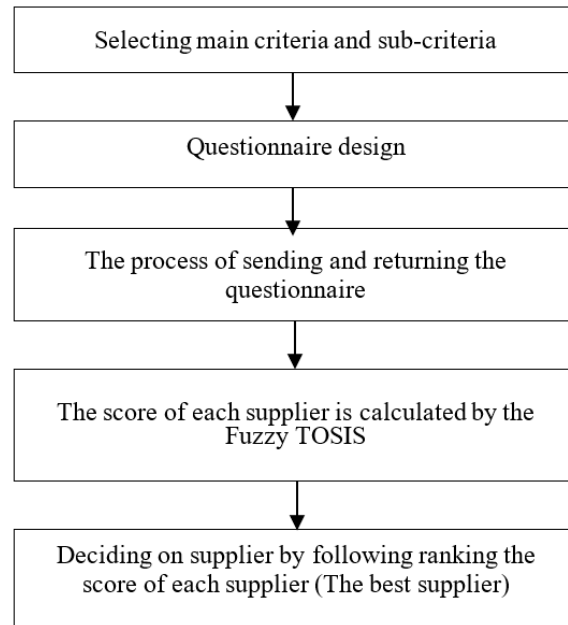 Selecting main criteria and sub-criteria
Questionnaire design
The process of sending and returning the
questionnaire
The score of each supplier is calculated by the
Fuzzy TOSIS
Deciding on supplier by following ranking the
score of each supplier (The best supplier)